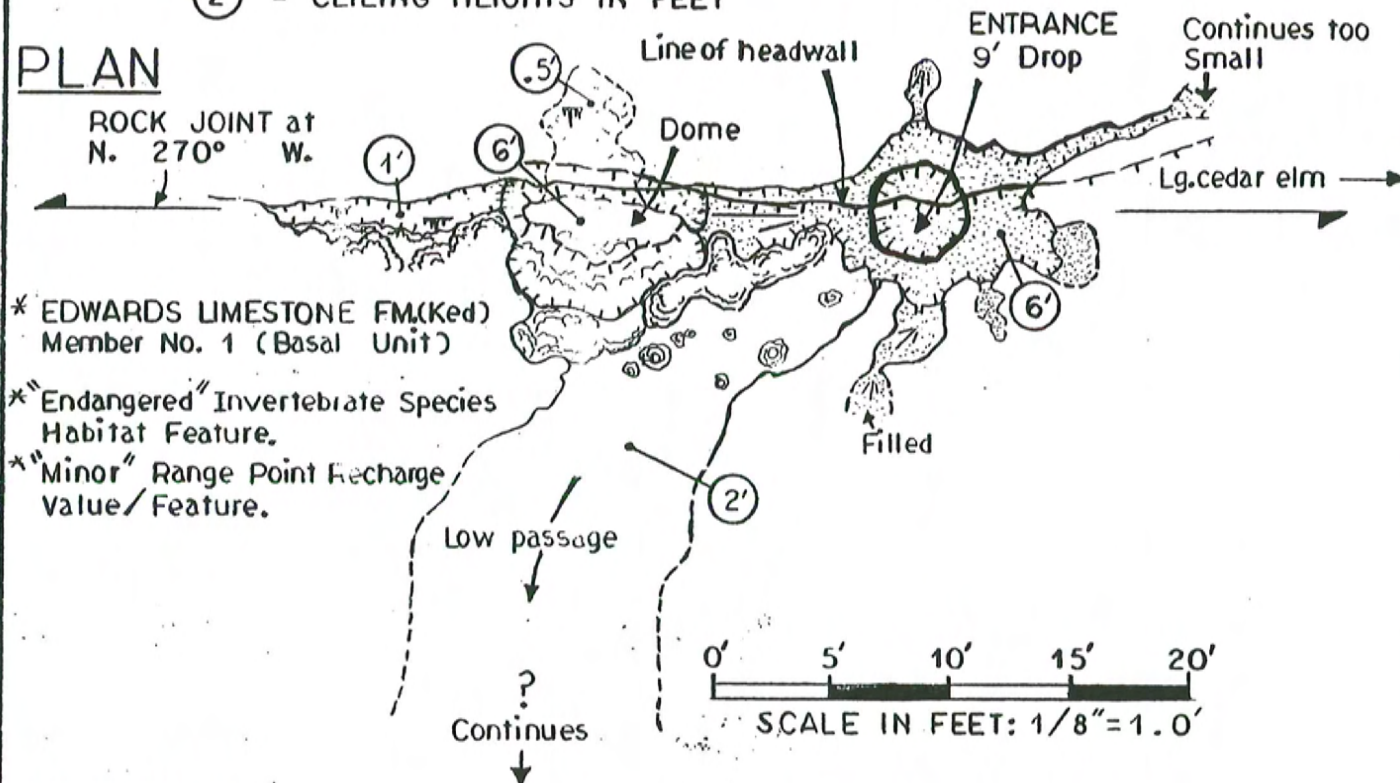 2 - CEILING HEIGHTS IN FEET
PLAN
ENTRANCE
9' Drop
Continues too
Small
Line of headwall
.5'
ROCK JOINT at
N. 270° W.
1'
6'
Dome
Lg.cedar elm
6'
* EDWARDS LIMESTONE FM.(Ked)
Member No. 1 (Basal Unit)
*"Endangered" Invertebrate Species
Habitat Feature.
*"Minor" Range Point Recharge
Value/Feature.
Filled
2'
Low passage
?
Continues
0' 5' 10' 15' 20'
SCALE IN FEET: 1/8"=1.0'